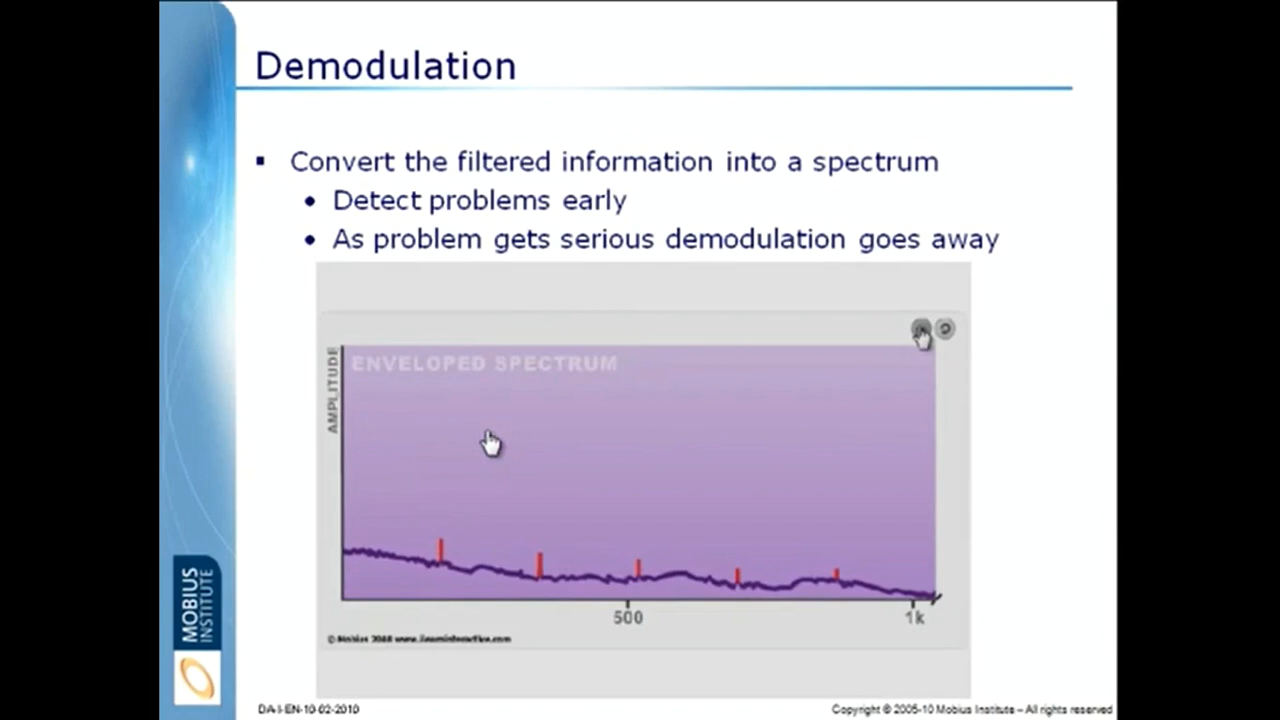 Demodulation
Convert the filtered information into a spectrum
Detect problems early
As problem gets serious demodulation goes away
ENVELOPED SPECTRUM
AMPLITUDE
500
1k
MOBIUS
INSTITUTE
DA-I-EN-10-02-2010
Copyright © 2005-10 Mobius Institute – All rights reserved